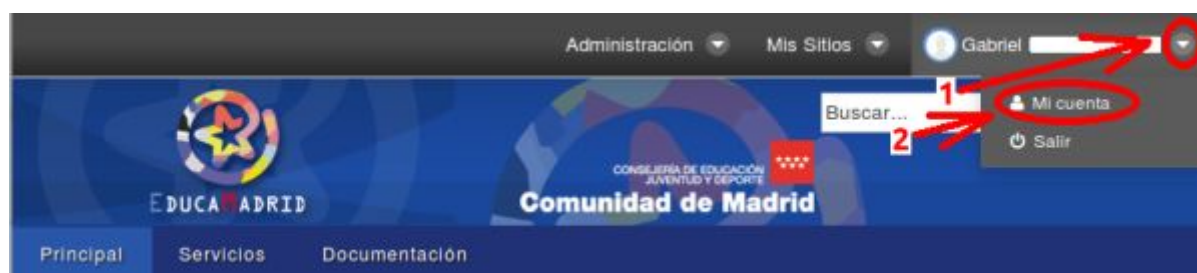 Administración Mis Sitios Gabriel
1
Mi cuenta
Buscar...
2
Salir
CONSEJERÍA DE EDUCACIÓN
JUVENTUD Y DEPORTE
Comunidad de Madrid
EDUCAMADRID
Principal Servicios Documentación